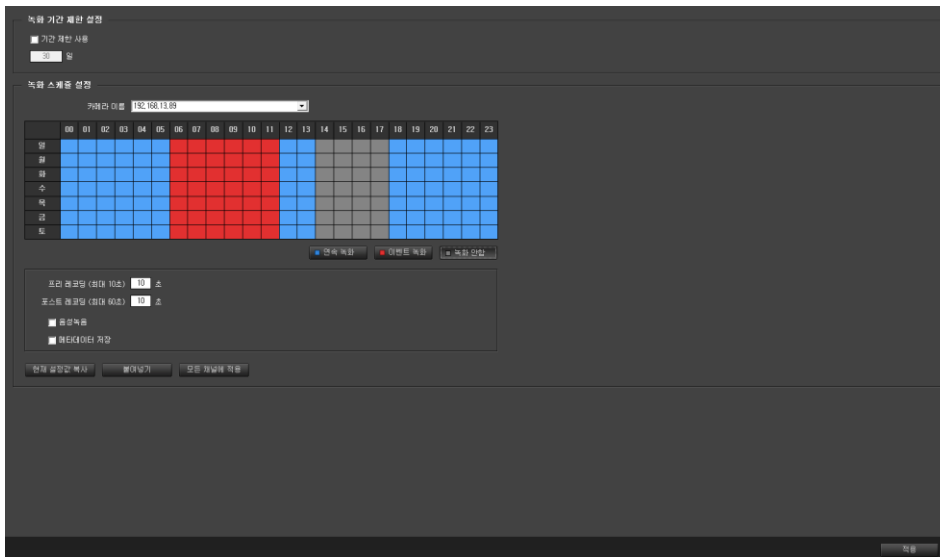 녹화 기간 제한 설정
기간 제한 사용
30 일
녹화 스케줄 설정
카메라 이름 192.168.13.89
00 01 02 03 04 05 06 07 08 09 10 11 12 13 14 15 16 17 18 19 20 21 22 23
일
월
화
수
목
금
토
연속 녹화 이벤트 녹화 녹화 안함
프리 레코딩 (최대 10초) 10 초
포스트 레코딩 (최대 60초) 10 초
음성녹음
메타데이터 저장
현재 설정값 복사 붙여넣기 모든 채널에 적용
적용